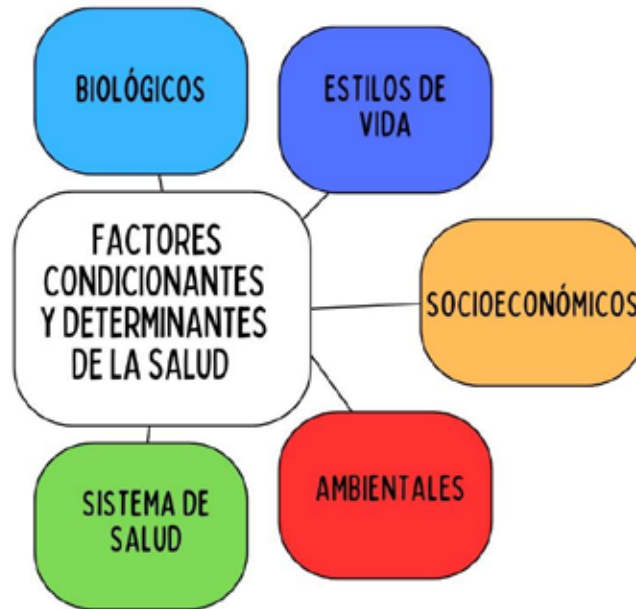 BIOLÓGICOS
ESTILOS DE
VIDA
FACTORES
CONDICIONANTES
Y DETERMINANTES
DE LA SALUD
SOCIOECONÓMICOS
SISTEMA DE
SALUD
AMBIENTALES